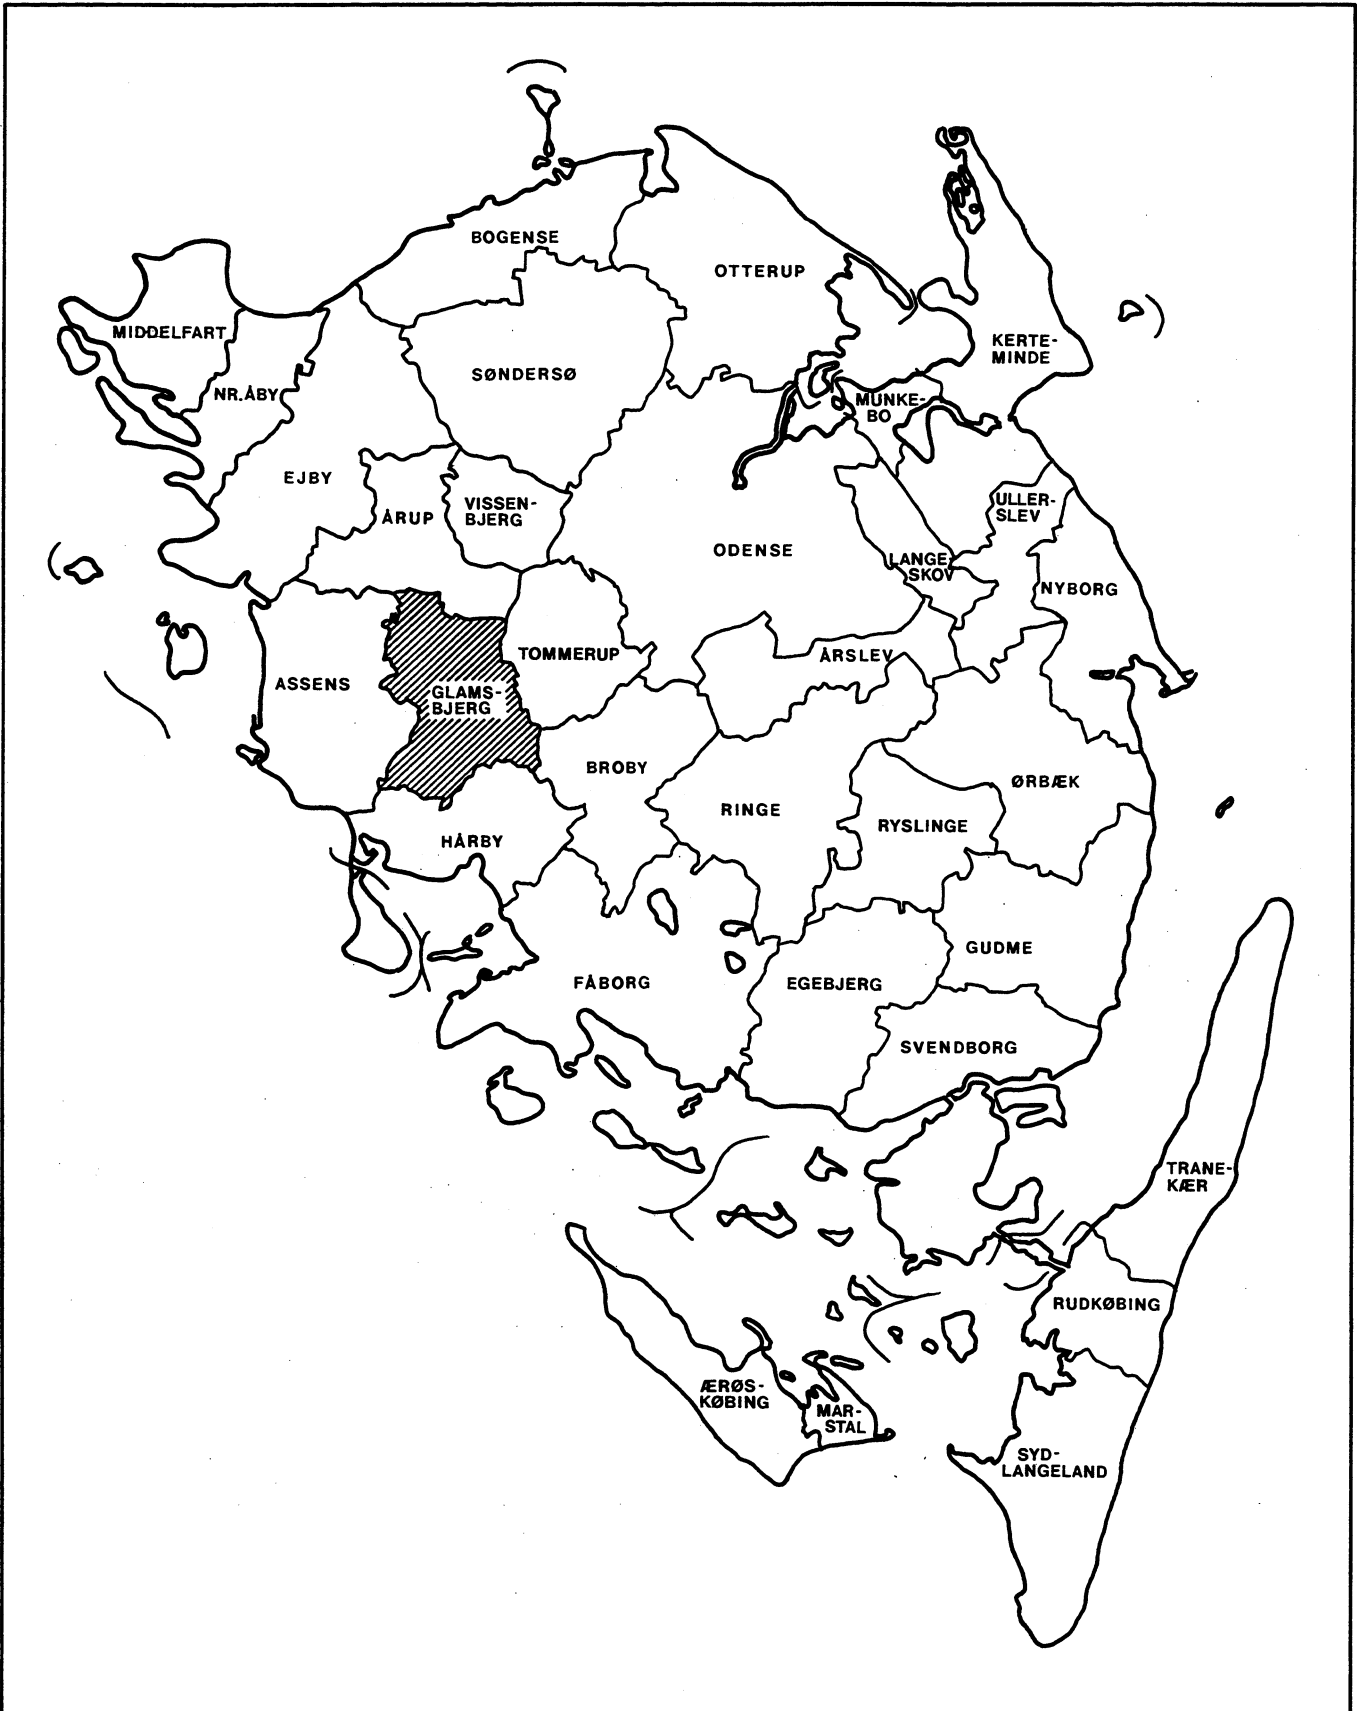 BOGENSE
OTTERUP
MIDDELFART
KERTE-
MINDE
SØNDERSØ
NR.ÅBY
MUNKE-
BO
EJBY
ÅRUP
VISSEN-
BJERG
ULLER-
SLEV
ODENSE
LANGE
SKOV
NYBORG
TOMMERUP
ÅRSLEV
ASSENS
GLAMS-
BJERG
BROBY
ØRBÆK
RINGE
RYSLINGE
HÅRBY
GUDME
FÅBORG
EGEBJERG
SVENDBORG
TRANE-
KÆR
RUDKØBING
ÆRØS-
KØBING
MAR-
STAL
SYD-
LANGELAND